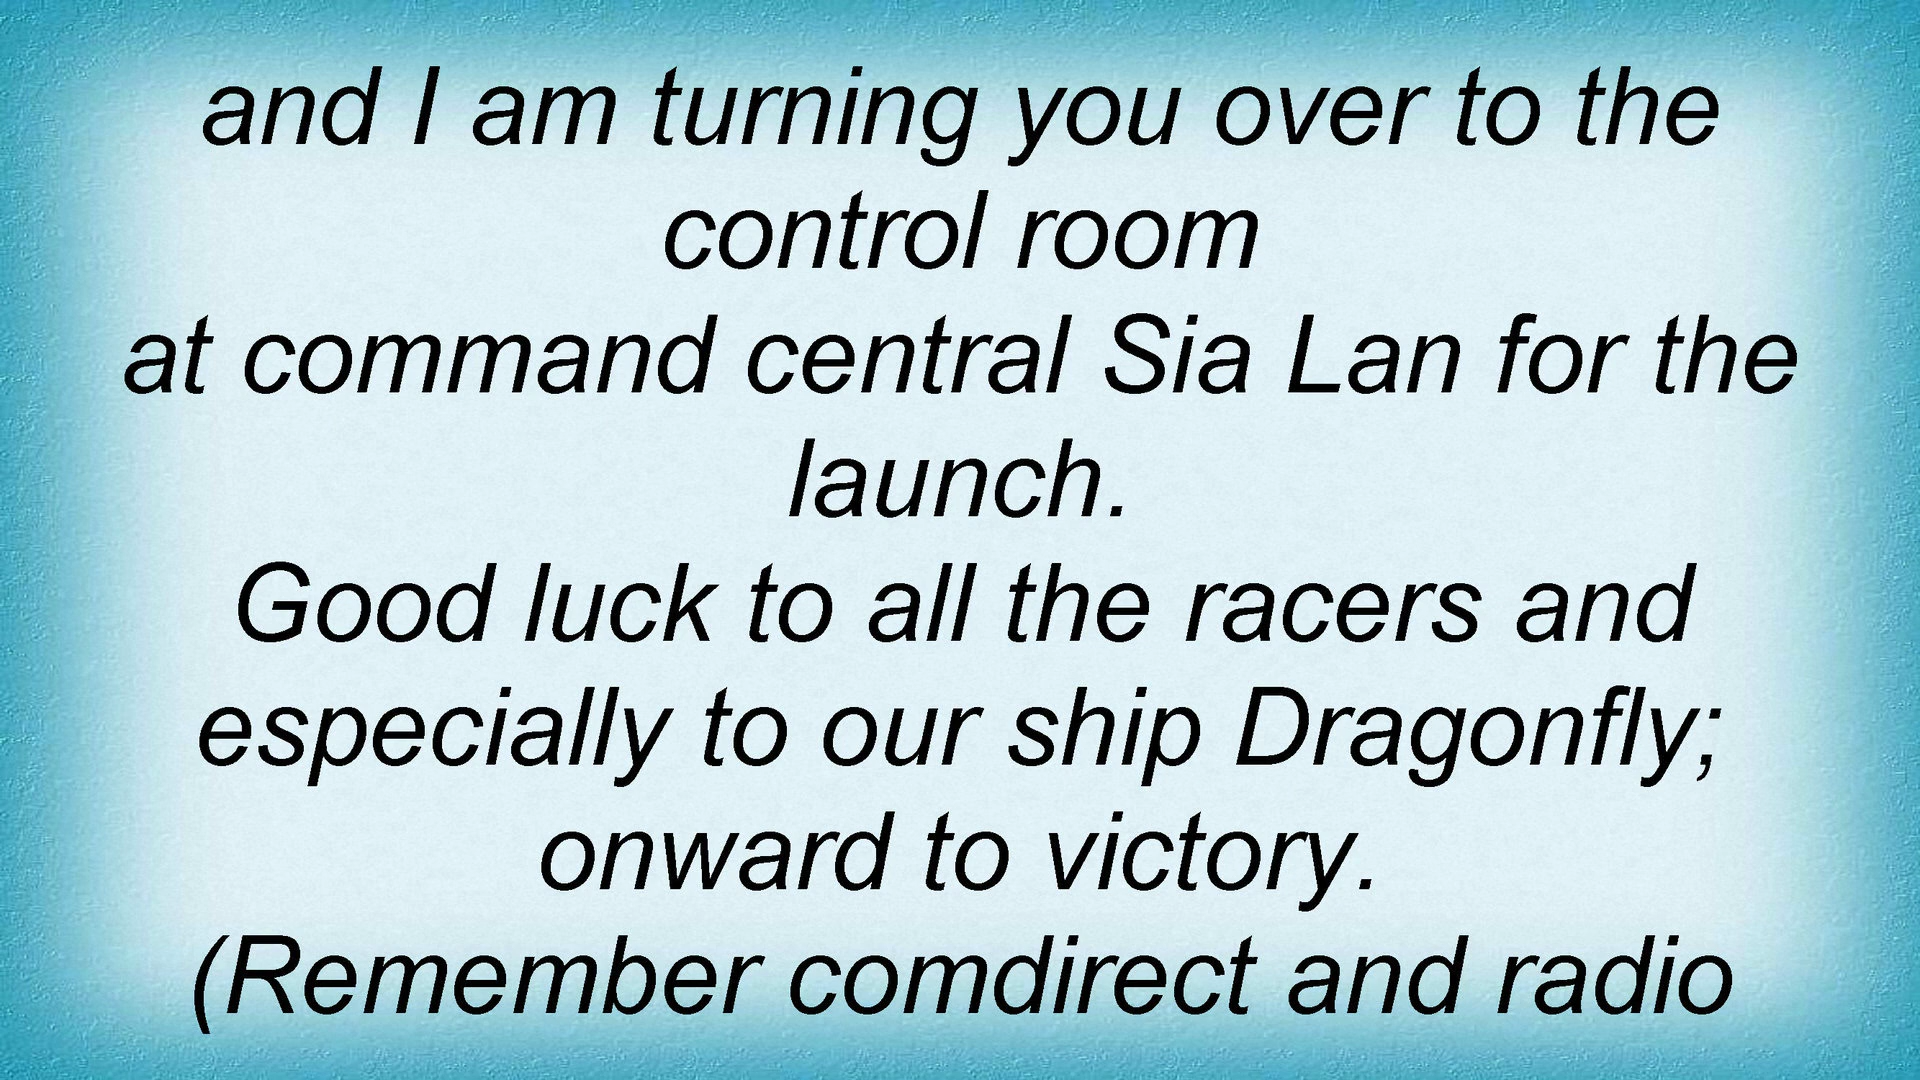 and I am turning you over to the
control room
at command central Sia Lan for the
launch.
Good luck to all the racers and
especially to our ship Dragonfly;
onward to victory.
(Remember comdirect and radio